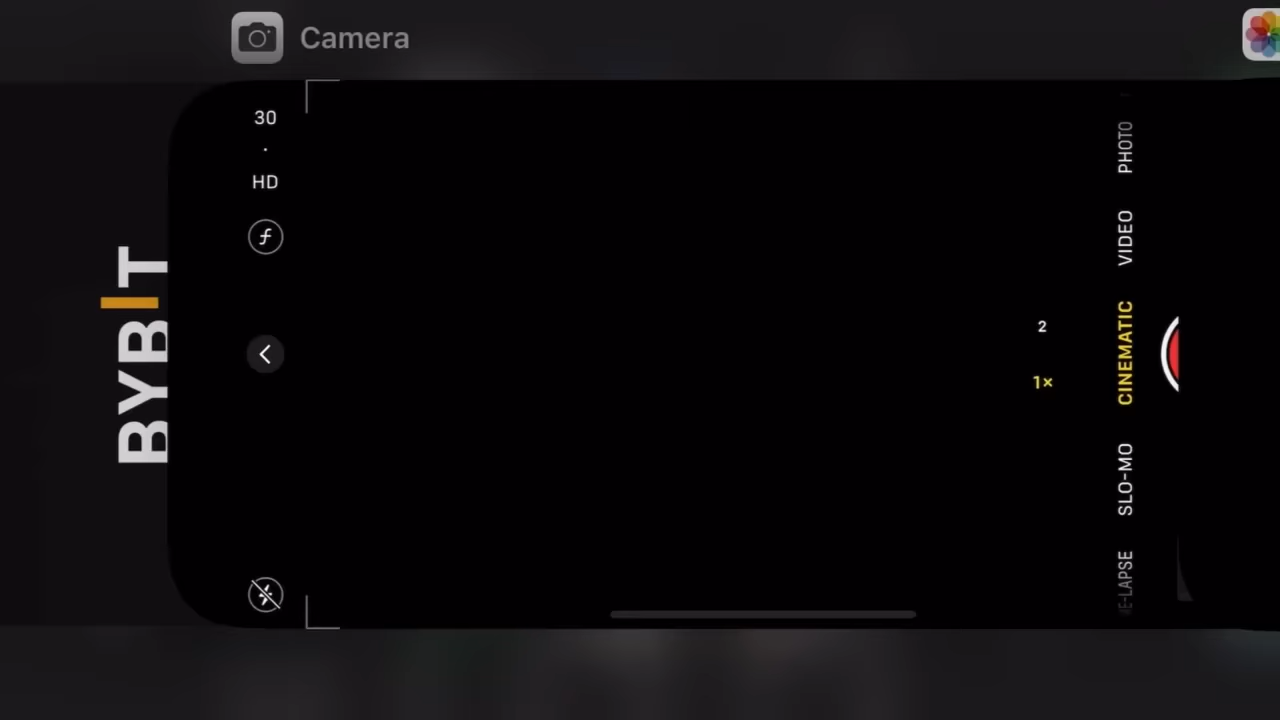 Camera
30
·
HD
f
BYBIT
2
1×
PHOTO
VIDEO
CINEMATIC
SLO-MO
E-LAPSE